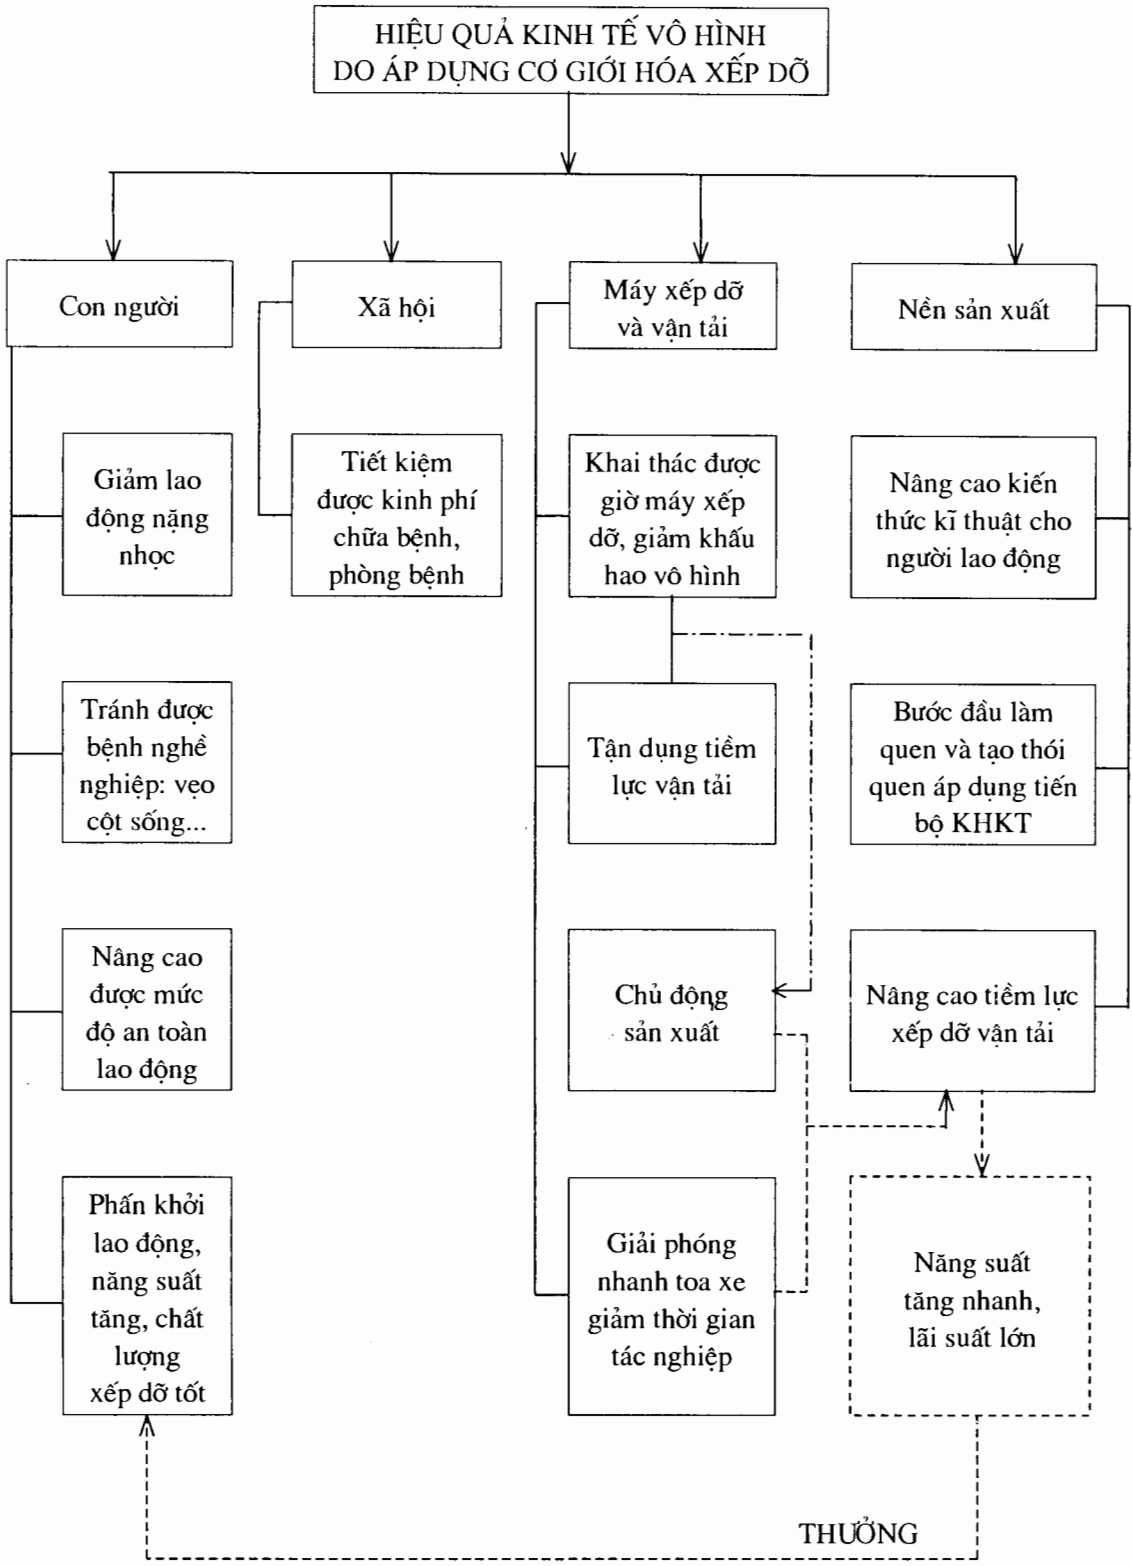 HIỆU QUẢ KINH TẾ VÔ HÌNH
DO ÁP DỤNG CƠ GIỚI HÓA XẾP DỠ
Con người
Xã hội
Máy xếp dỡ
và vận tải
Nền sản xuất
Giảm lao
động nặng
nhọc
Tiết kiệm
được kinh phí
chữa bệnh,
phòng bệnh
Khai thác được
giờ máy xếp
dỡ, giảm khấu
hao vô hình
Nâng cao kiến
thức kĩ thuật cho
người lao động
Tránh được
bệnh nghề
nghiệp: vẹo
cột sống...
Tận dụng tiềm
lực vận tải
Bước đầu làm
quen và tạo thói
quen áp dụng tiến
bộ KHKT
Nâng cao
được mức
độ an toàn
lao động
Chủ động
sản xuất
Nâng cao tiềm lực
xếp dỡ vận tải
Phấn khởi
lao động,
năng suất
tăng, chất
lượng
xếp dỡ tốt
Giải phóng
nhanh toa xe
giảm thời gian
tác nghiệp
Năng suất
tăng nhanh,
lãi suất lớn
THƯỞNG